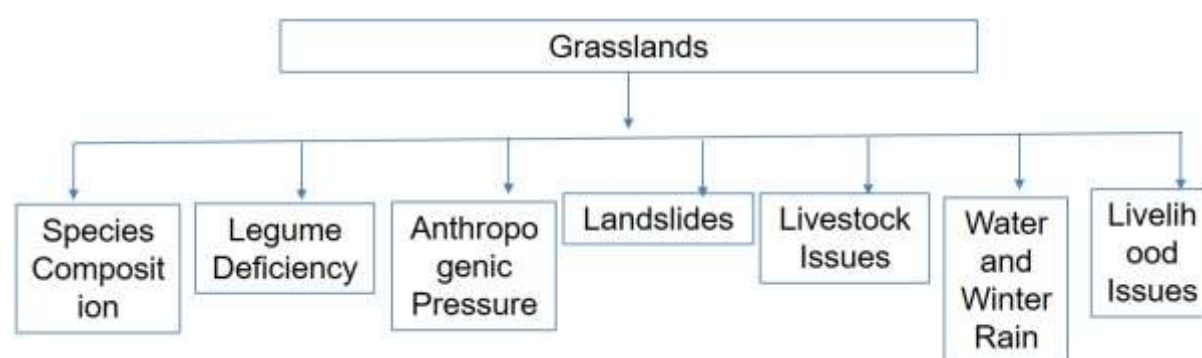 Grasslands
Species
Composit
ion
Legume
Deficiency
Anthropo
genic
Pressure
Landslides
Livestock
Issues
Water
and
Winter
Rain
Livelih
ood
Issues